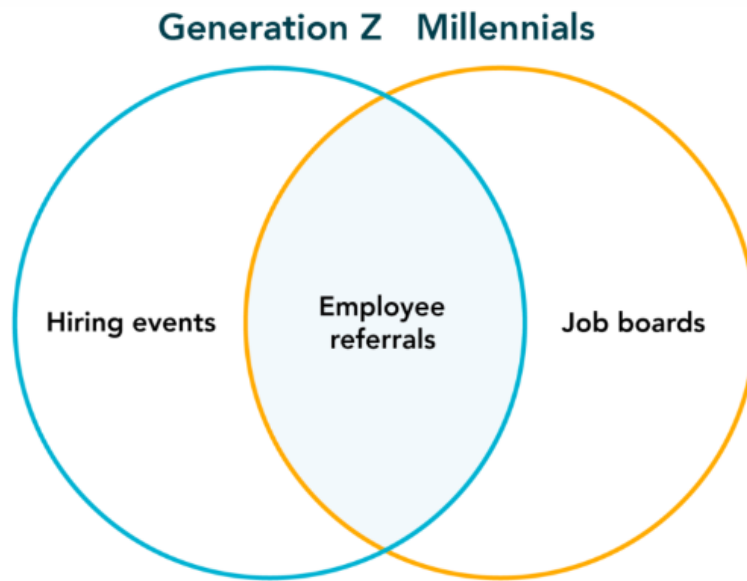 Generation Z Millennials
Hiring events
Employee
referrals
Job boards